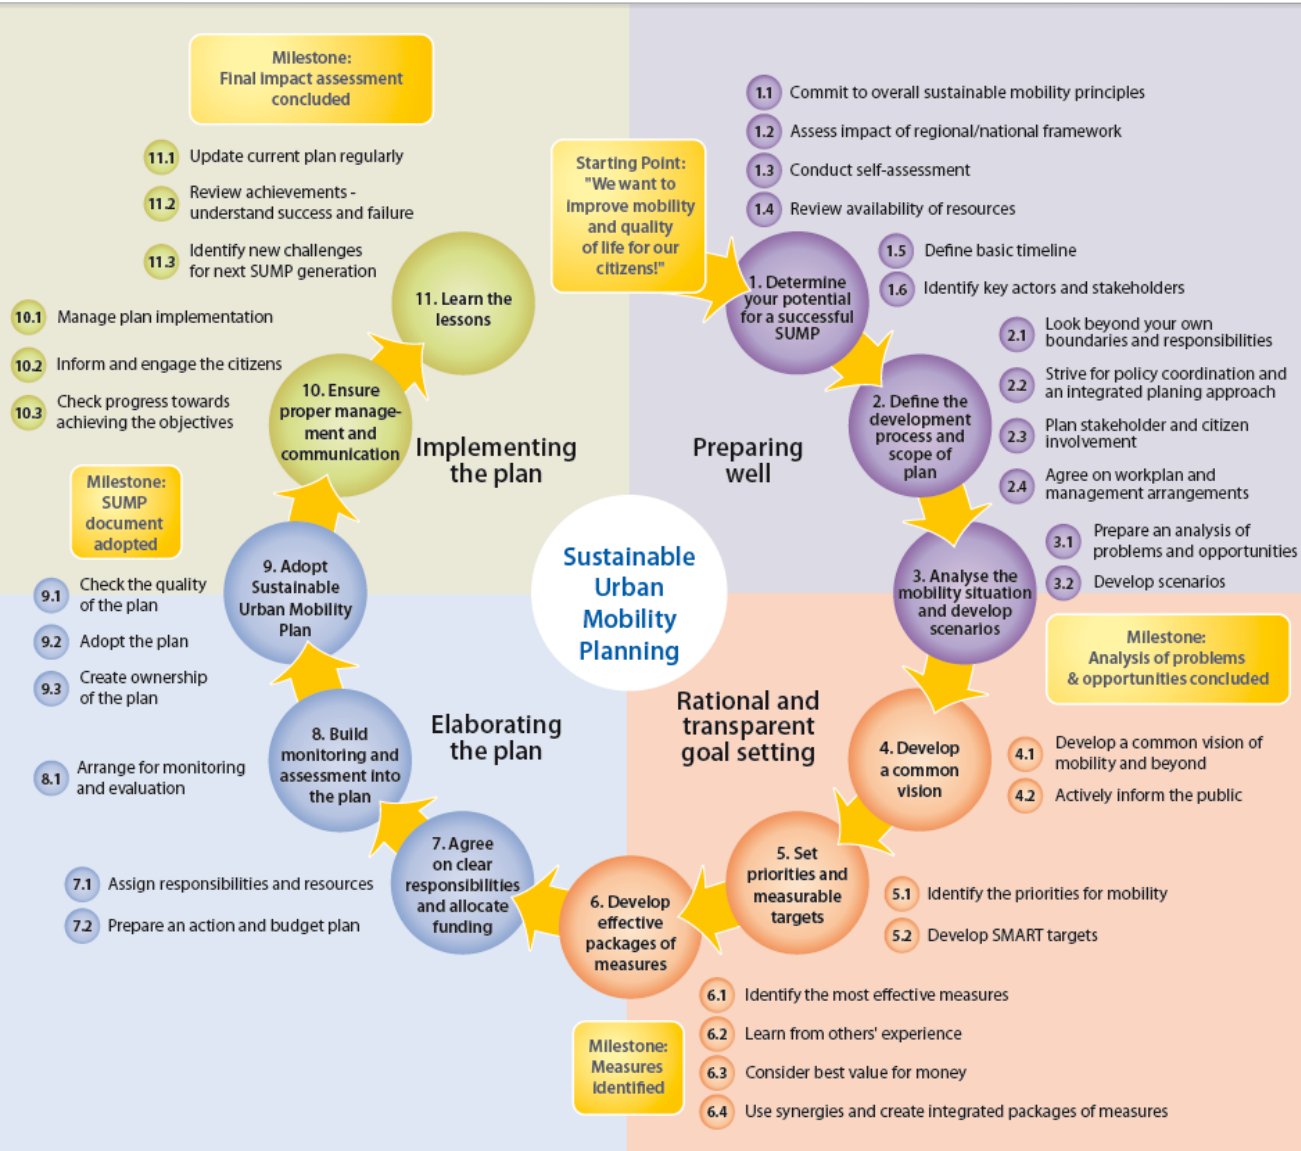 Milestone:
Final impact assessment
concluded
11.1 Update current plan regularly
11.2 Review achievements -
understand success and failure
11.3 Identify new challenges
for next SUMP generation
11. Learn the
lessons
10.1 Manage plan implementation
10.2 Inform and engage the citizens
10.3 Check progress towards
achieving the objectives
10. Ensure
proper manage-
ment and
communication
Implementing
the plan
Starting Point:
"We want to
improve mobility
and quality
of life for our
citizens!"
1.1 Commit to overall sustainable mobility principles
1.2 Assess impact of regional/national framework
1.3 Conduct self-assessment
1.4 Review availability of resources
1.5 Define basic timeline
1.6 Identify key actors and stakeholders
1. Determine
your potential
for a successful
SUMP
2.1 Look beyond your own
boundaries and responsibilities
2.2 Strive for policy coordination and
an integrated planing approach
2.3 Plan stakeholder and citizen
involvement
2.4 Agree on workplan and
management arrangements
2. Define the
development
process and
scope of
plan
Preparing
well
3.1 Prepare an analysis of
problems and opportunities
3.2 Develop scenarios
3. Analyse the
mobility situation
and develop
scenarios
Milestone:
Analysis of problems
& opportunities concluded
Sustainable
Urban
Mobility
Planning
Rational and
transparent
goal setting
4. Develop
a common
vision
4.1 Develop a common vision of
mobility and beyond
4.2 Actively inform the public
5. Set
priorities and
measurable
targets
5.1 Identify the priorities for mobility
5.2 Develop SMART targets
6. Develop
effective
packages of
measures
6.1 Identify the most effective measures
6.2 Learn from others' experience
6.3 Consider best value for money
6.4 Use synergies and create integrated packages of measures
Milestone:
Measures
identified
Elaborating
the plan
7. Agree
on clear
responsibilities
and allocate
funding
7.1 Assign responsibilities and resources
7.2 Prepare an action and budget plan
8. Build
monitoring and
assessment into
the plan
8.1 Arrange for monitoring
and evaluation
9. Adopt
Sustainable
Urban Mobility
Plan
9.1 Check the quality
of the plan
9.2 Adopt the plan
9.3 Create ownership
of the plan
Milestone:
SUMP
document
adopted